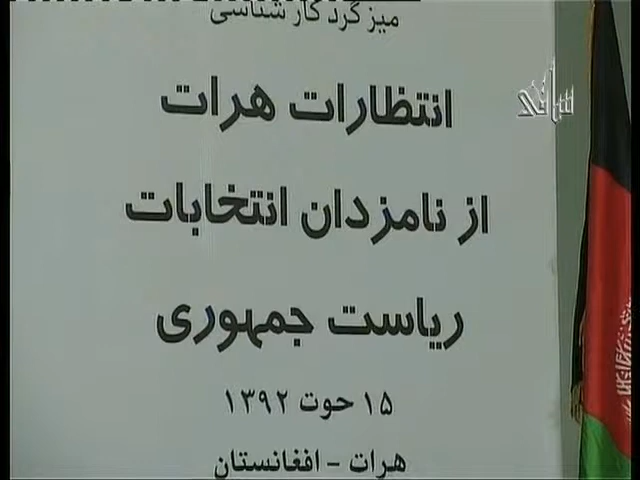 میز گرد کارشناسی
انتظارات هرات
از نامزدان انتخابات
ریاست جمهوری
۱۵ حوت ۱۳۹۲
هرات - افغانستان